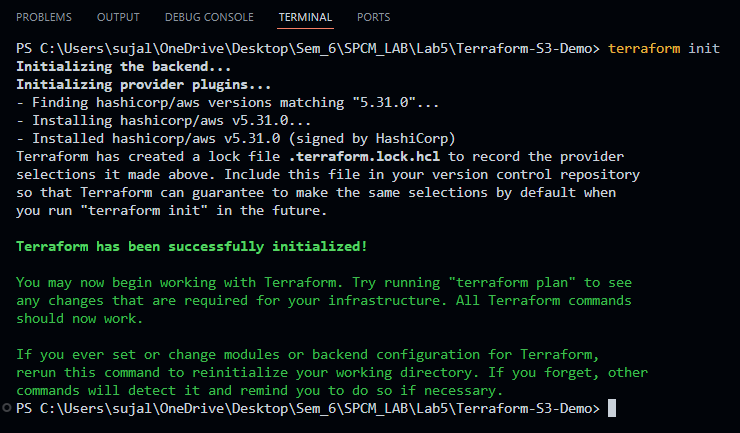 PROBLEMS OUTPUT DEBUG CONSOLE TERMINAL PORTS
PS C:\Users\sujal\OneDrive\Desktop\Sem_6\SPCM_LAB\Lab5\Terraform-S3-Demo> terraform init
Initializing the backend...
Initializing provider plugins...
- Finding hashicorp/aws versions matching "5.31.0"...
- Installing hashicorp/aws v5.31.0...
- Installed hashicorp/aws v5.31.0 (signed by HashiCorp)
Terraform has created a lock file .terraform.lock.hcl to record the provider
selections it made above. Include this file in your version control repository
so that Terraform can guarantee to make the same selections by default when
you run "terraform init" in the future.
Terraform has been successfully initialized!
You may now begin working with Terraform. Try running "terraform plan" to see
any changes that are required for your infrastructure. All Terraform commands
should now work.
If you ever set or change modules or backend configuration for Terraform,
rerun this command to reinitialize your working directory. If you forget, other
commands will detect it and remind you to do so if necessary.
PS C:\Users\sujal\OneDrive\Desktop\Sem_6\SPCM_LAB\Lab5\Terraform-S3-Demo>